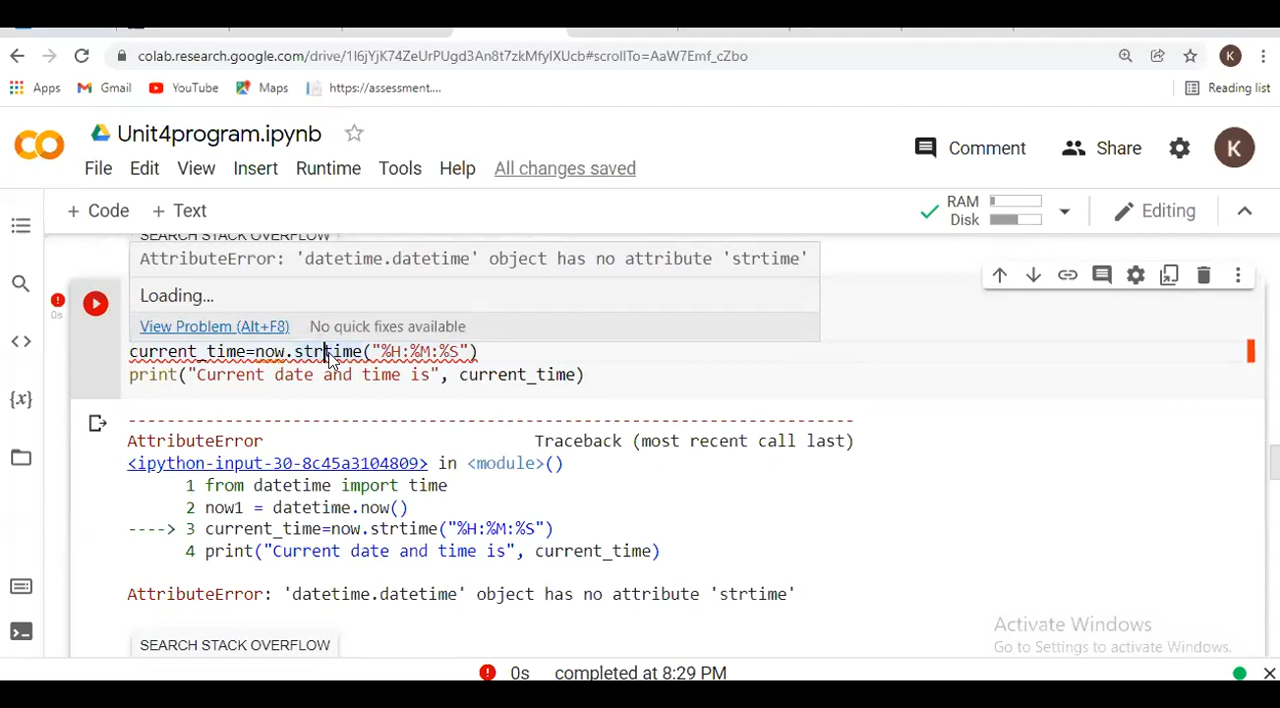 colab.research.google.com/drive/1I6jYjK74ZeUrPUgd3An8t7zkMfylXUcb#scrollTo=AaW7Emf_cZbo
K
Apps Gmail YouTube Maps https://assessment.... Reading list
Unit4program.ipynb
Comment Share K
File Edit View Insert Runtime Tools Help All changes saved
+ Code + Text RAM Disk Editing
SEARCH STACK OVERFLOW
AttributeError: 'datetime.datetime' object has no attribute 'strtime'
Loading...
View Problem (Alt+F8) No quick fixes available
0s
current_time=now.strtime("%H:%M:%S")
print("Current date and time is", current_time)
---------------------------------------------------------------------------
AttributeError Traceback (most recent call last)
<ipython-input-30-8c45a3104809> in <module>()
1 from datetime import time
2 now1 = datetime.now()
----> 3 current_time=now.strtime("%H:%M:%S")
4 print("Current date and time is", current_time)
AttributeError: 'datetime.datetime' object has no attribute 'strtime'
SEARCH STACK OVERFLOW
Activate Windows
Go to Settings to activate Windows.
0s completed at 8:29 PM